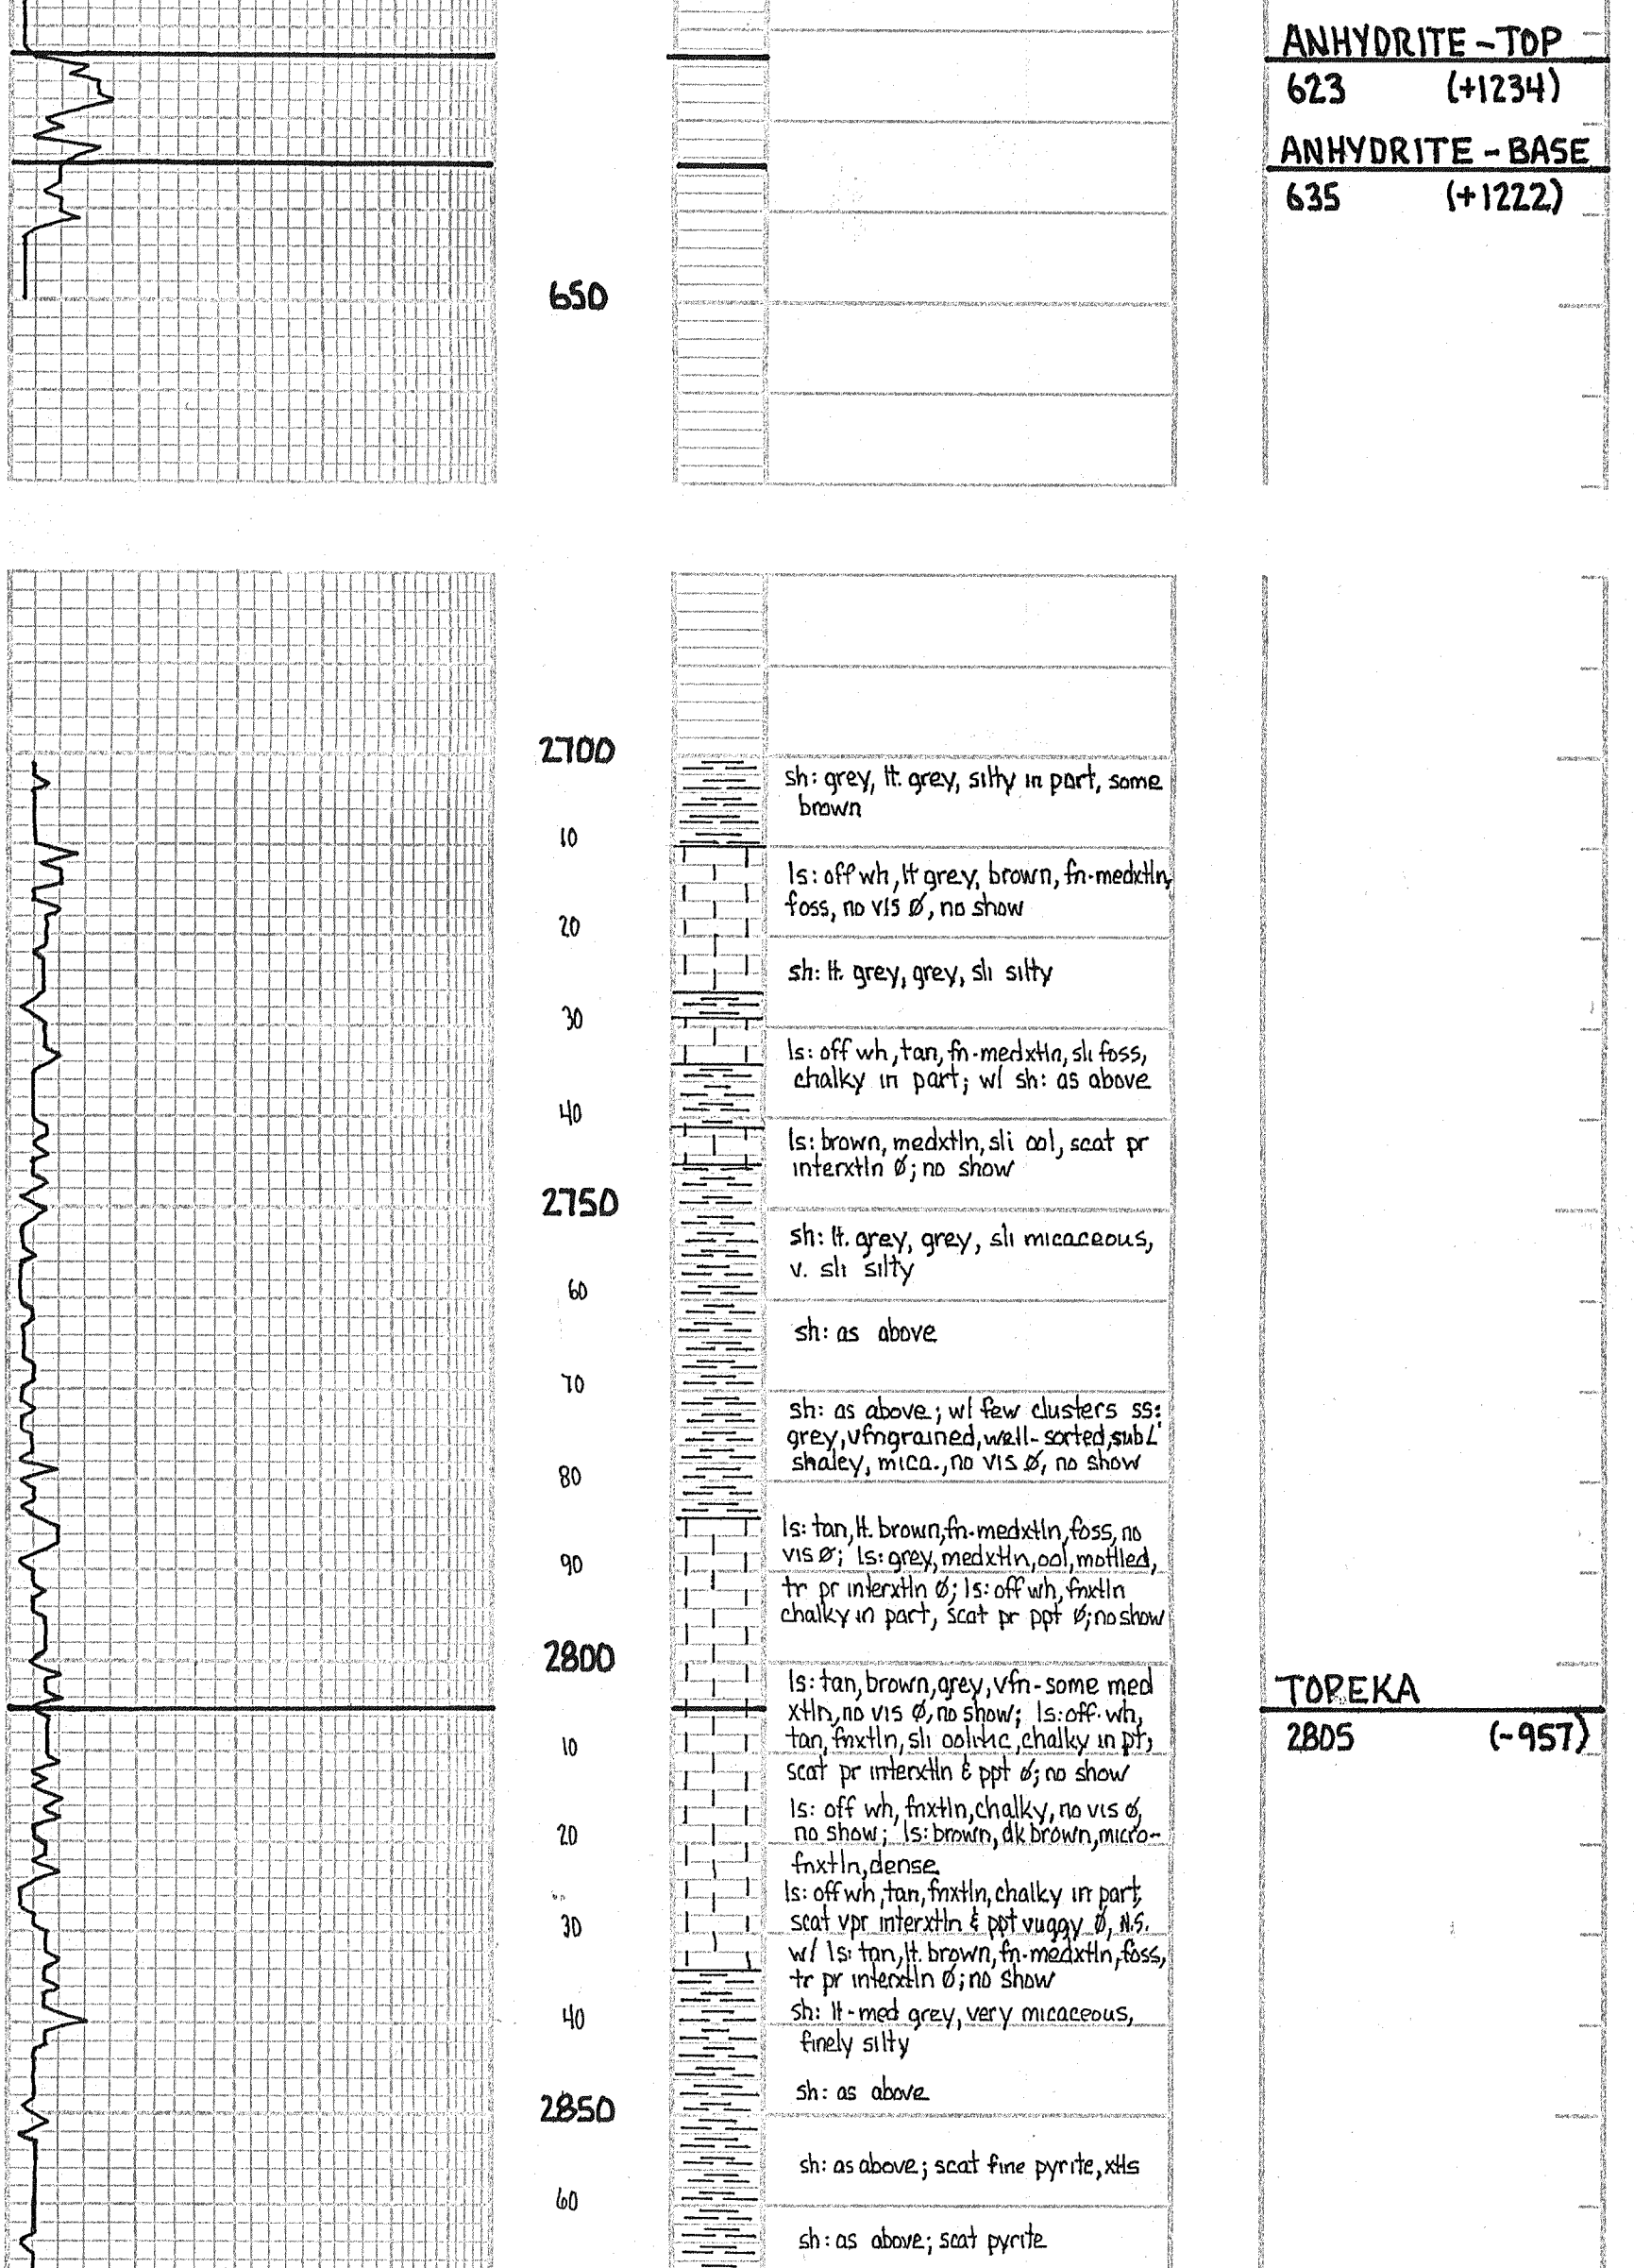 ANHYDRITE-TOP
623 (+1234)
ANHYDRITE-BASE
635 (+1222)
650
2700
sh: grey, lt. grey, silty in part, some
brown
10
ls: off wh, lt grey, brown, fn-medxtln,
foss, no vis Ø, no show
20
sh: lt. grey, grey, sli silty
30
ls: off wh, tan, fn-medxtln, sli foss,
chalky in part; w/ sh: as above
40
ls: brown, medxtln, sli ool, scat pr
interxtln Ø; no show
2750
sh: lt. grey, grey, sli micaceous,
v. sli silty
60
sh: as above
70
sh: as above; w/ few clusters ss:
grey, vfngrained, well-sorted, sub∠
shaley, mica., no vis Ø, no show
80
ls: tan, lt. brown, fn-medxtln, foss, no
vis Ø; ls: grey, medxtln, ool, mottled,
90
tr pr interxtln Ø; ls: off wh, fnxtln
chalky in part, scat pr ppt Ø; no show
2800
ls: tan, brown, grey, vfn-some med
TOPEKA
xtln, no vis Ø, no show; ls: off. wh,
2805 (-957)
tan, fnxtln, sli oolitic, chalky in pt,
10
scat pr interxtln & ppt Ø; no show
ls: off wh, fnxtln, chalky, no vis Ø,
20
no show; ls: brown, dk brown, micro-
fnxtln, dense
ls: off wh, tan, fnxtln, chalky in part,
30
scat vpr interxtln & ppt vuggy Ø, N.S.
w/ ls: tan, lt. brown, fn-medxtln, foss,
tr pr interxtln Ø; no show
40
sh: lt-med grey, very micaceous,
finely silty
sh: as above
2850
sh: as above; scat fine pyrite, xtls
60
sh: as above; scat pyrite